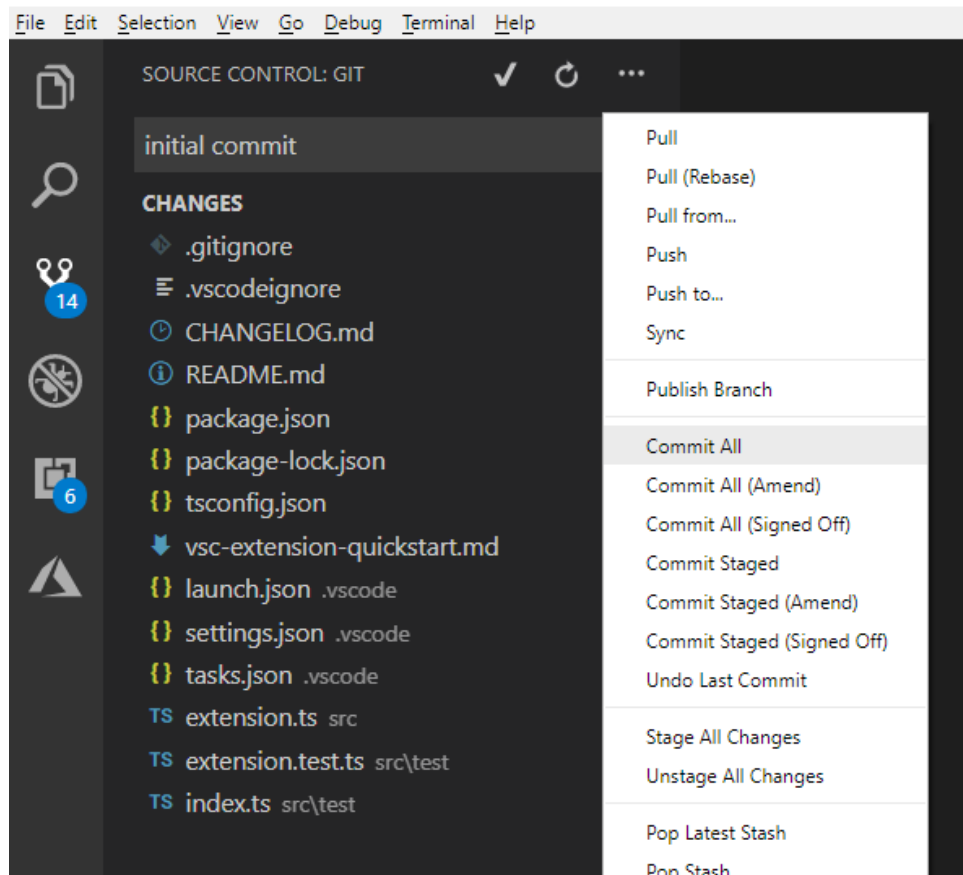 File Edit Selection View Go Debug Terminal Help
SOURCE CONTROL: GIT
initial commit
CHANGES
.gitignore
.vscodeignore
CHANGELOG.md
README.md
package.json
package-lock.json
tsconfig.json
vsc-extension-quickstart.md
launch.json .vscode
settings.json .vscode
tasks.json .vscode
TS extension.ts src
TS extension.test.ts src\test
TS index.ts src\test
14
6
Pull
Pull (Rebase)
Pull from...
Push
Push to...
Sync
Publish Branch
Commit All
Commit All (Amend)
Commit All (Signed Off)
Commit Staged
Commit Staged (Amend)
Commit Staged (Signed Off)
Undo Last Commit
Stage All Changes
Unstage All Changes
Pop Latest Stash
Pop Stash